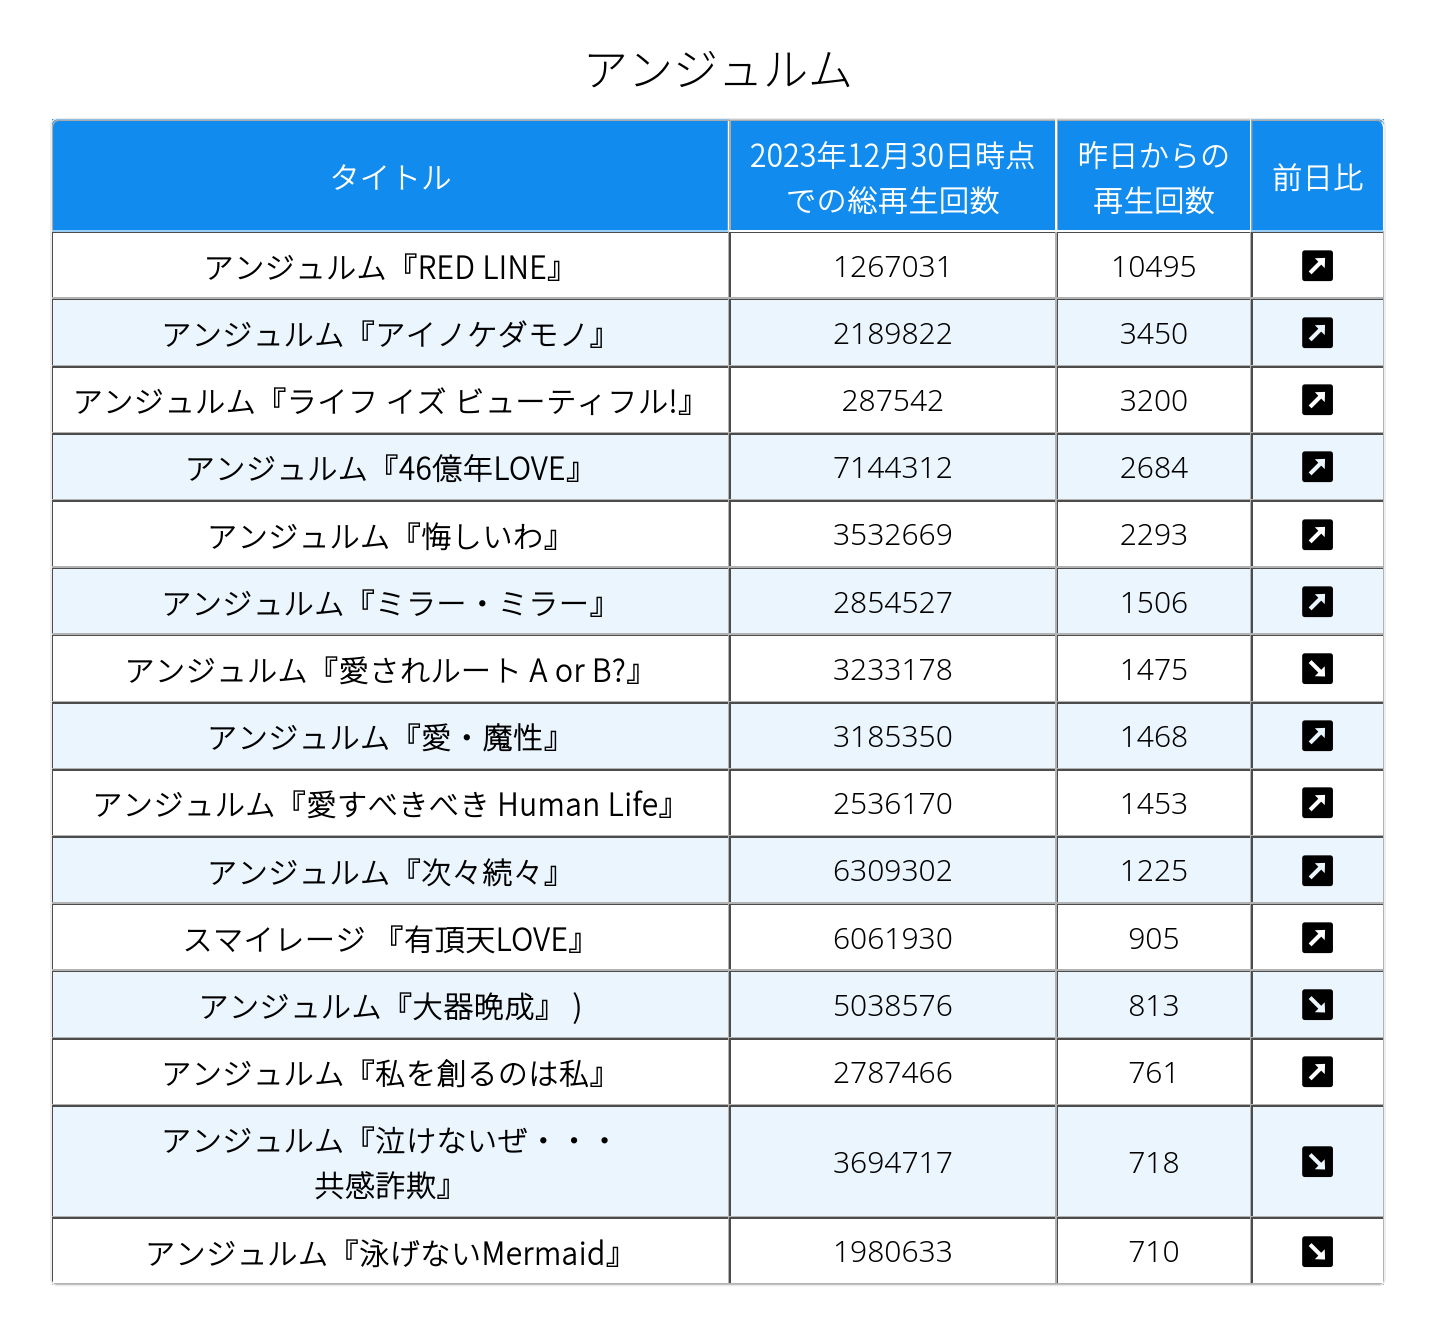 アンジュルム
タイトル
2023年12月30日時点
での総再生回数
昨日からの
再生回数
前日比
アンジュルム『RED LINE』 1267031 10495
アンジュルム『アイノケダモノ』 2189822 3450
アンジュルム『ライフ イズ ビューティフル!』 287542 3200
アンジュルム『46億年LOVE』 7144312 2684
アンジュルム『悔しいわ』 3532669 2293
アンジュルム『ミラー・ミラー』 2854527 1506
アンジュルム『愛されルート A or B?』 3233178 1475
アンジュルム『愛・魔性』 3185350 1468
アンジュルム『愛すべきべき Human Life』 2536170 1453
アンジュルム『次々続々』 6309302 1225
スマイレージ 『有頂天LOVE』 6061930 905
アンジュルム『大器晩成』 ) 5038576 813
アンジュルム『私を創るのは私』 2787466 761
アンジュルム『泣けないぜ・・・
共感詐欺』 3694717 718
アンジュルム『泳げないMermaid』 1980633 710